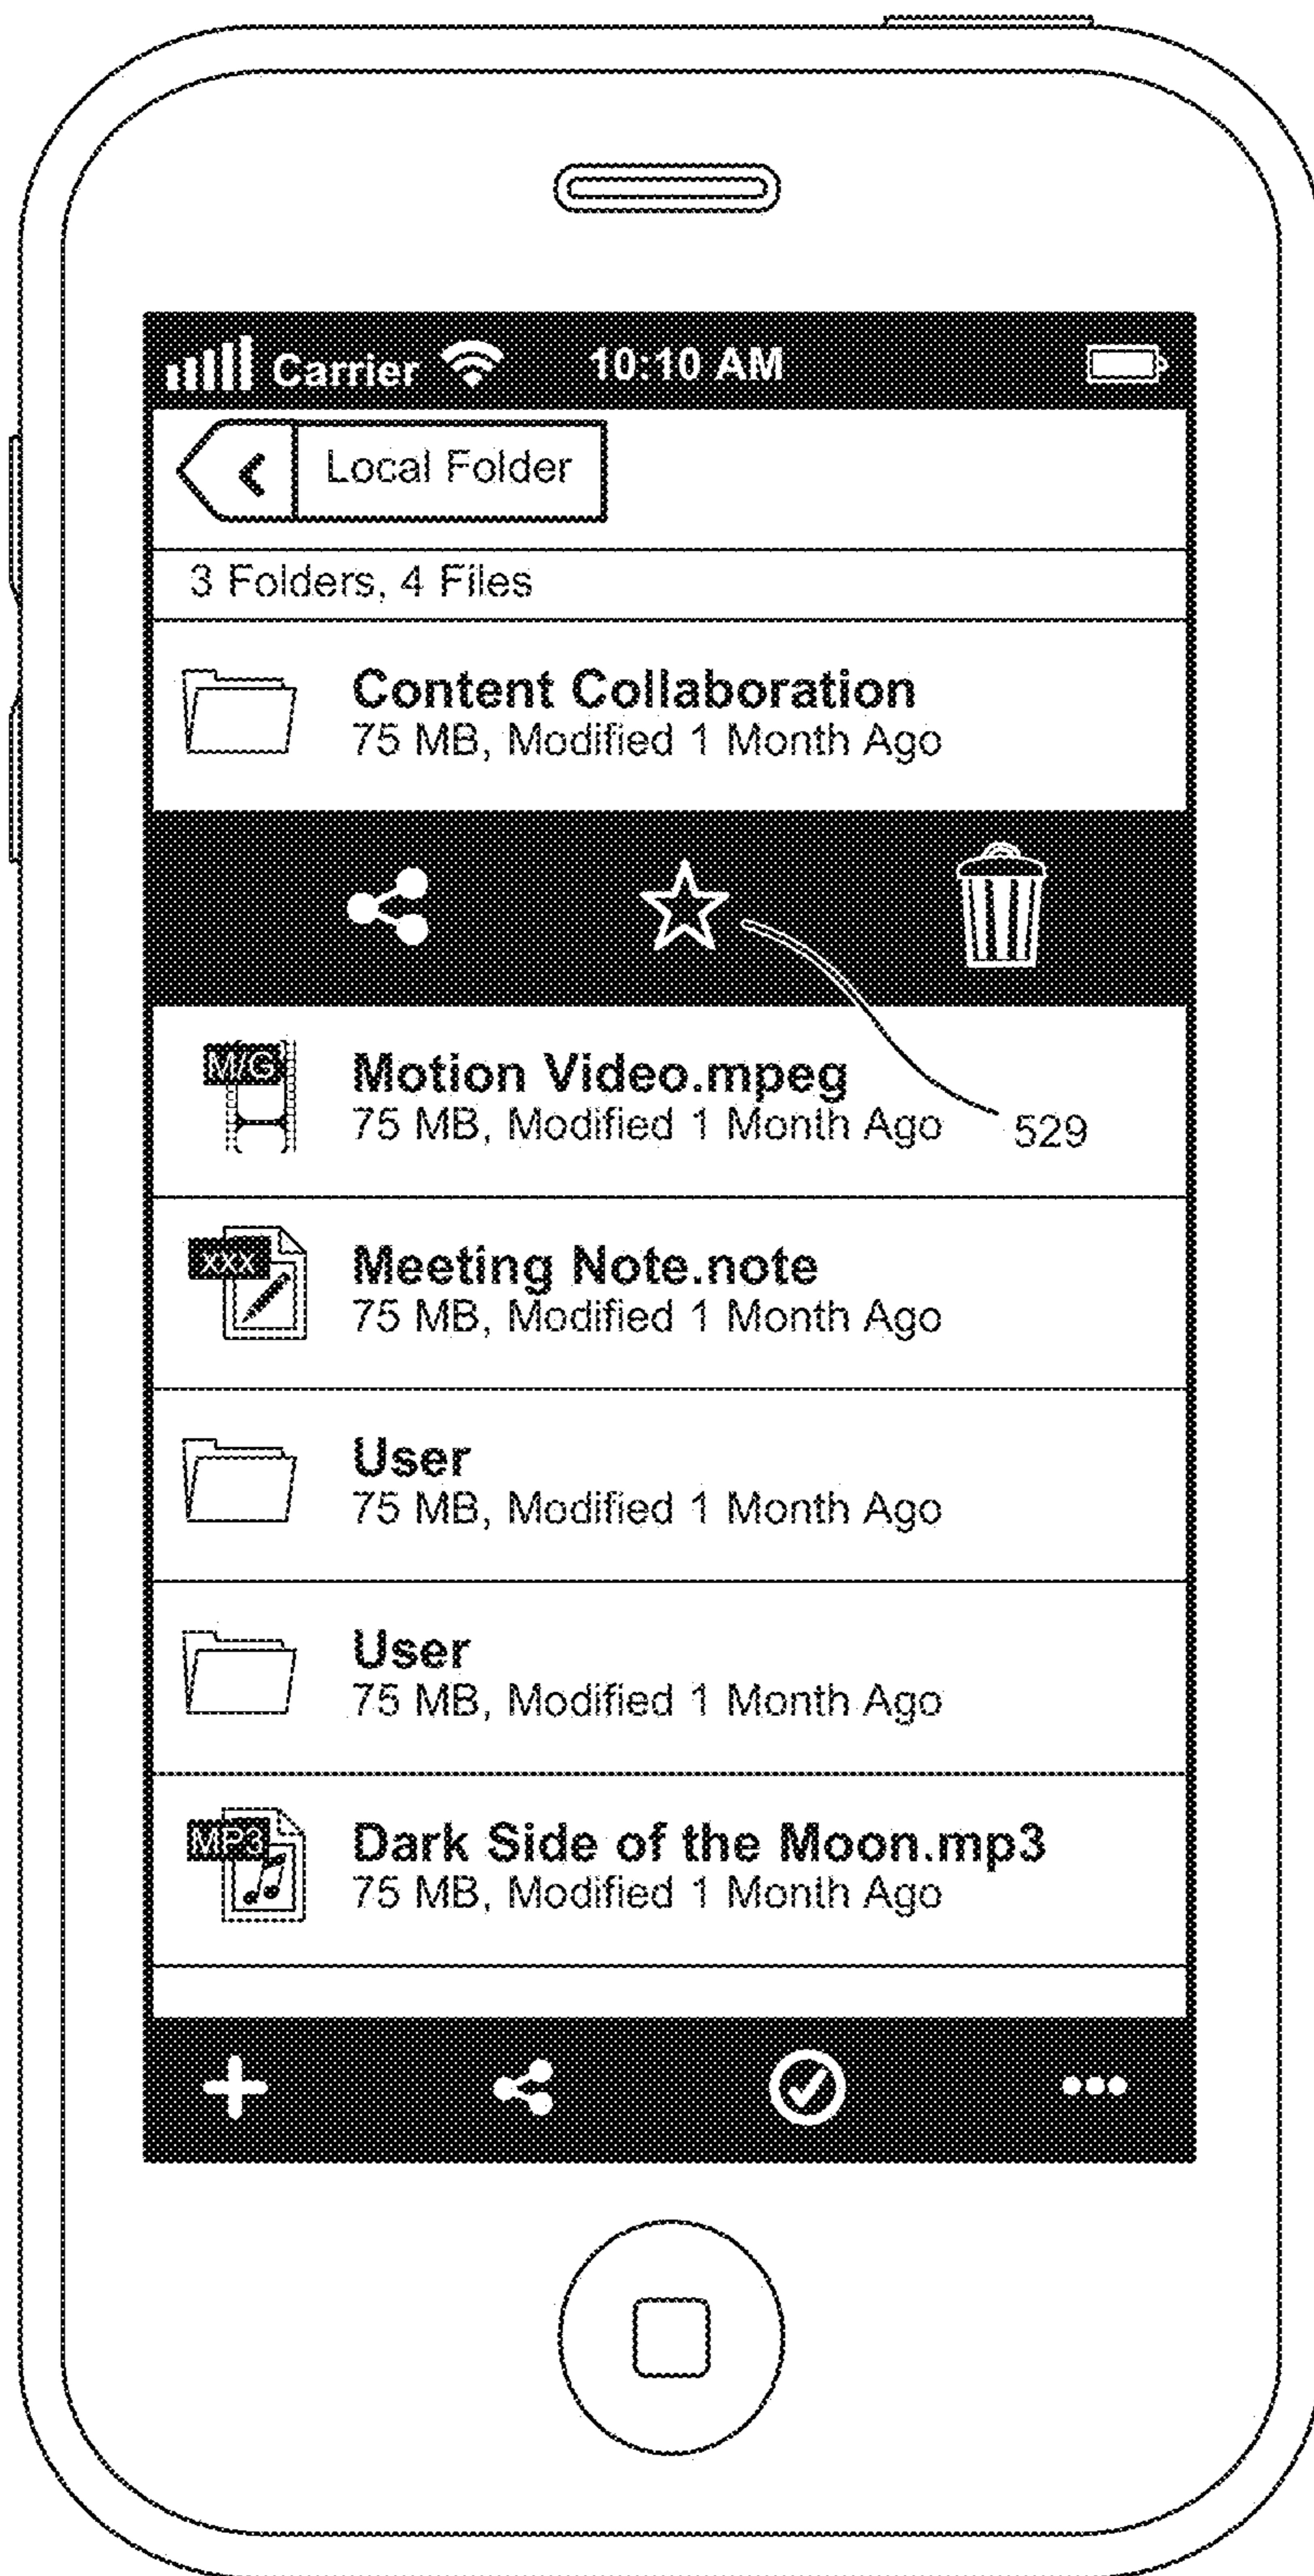 Carrier 10:10 AM
Local Folder
3 Folders, 4 Files
Content Collaboration
75 MB, Modified 1 Month Ago
M/G
Motion Video.mpeg
75 MB, Modified 1 Month Ago
529
XXX
Meeting Note.note
75 MB, Modified 1 Month Ago
User
75 MB, Modified 1 Month Ago
User
75 MB, Modified 1 Month Ago
MP3
Dark Side of the Moon.mp3
75 MB, Modified 1 Month Ago